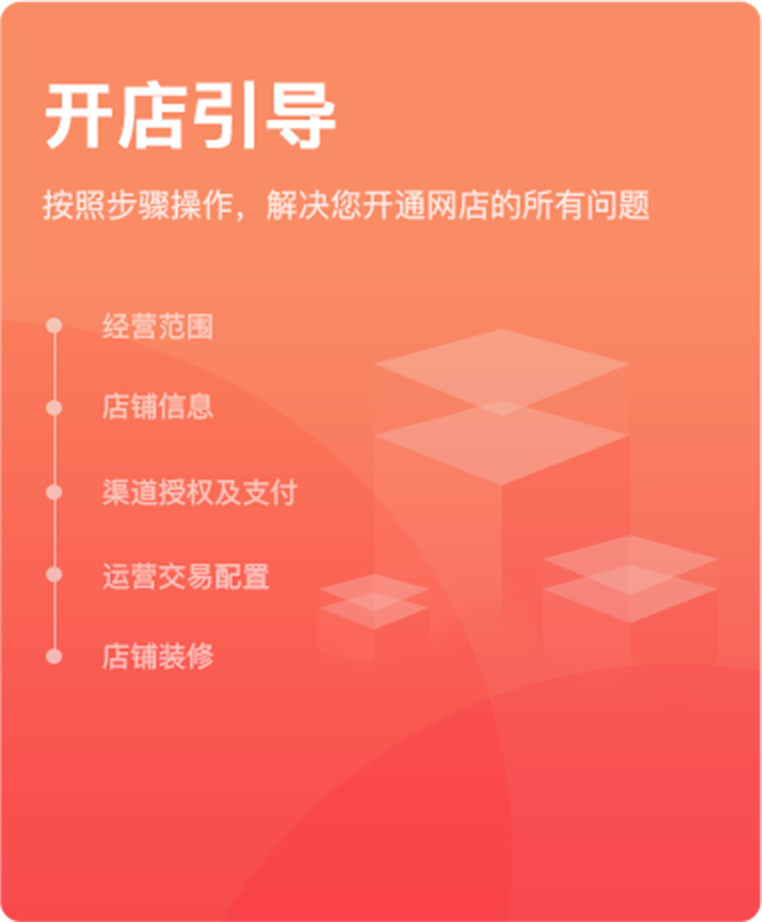 开店引导
按照步骤操作，解决您开通网店的所有问题
经营范围
店铺信息
渠道授权及支付
运营交易配置
店铺装修